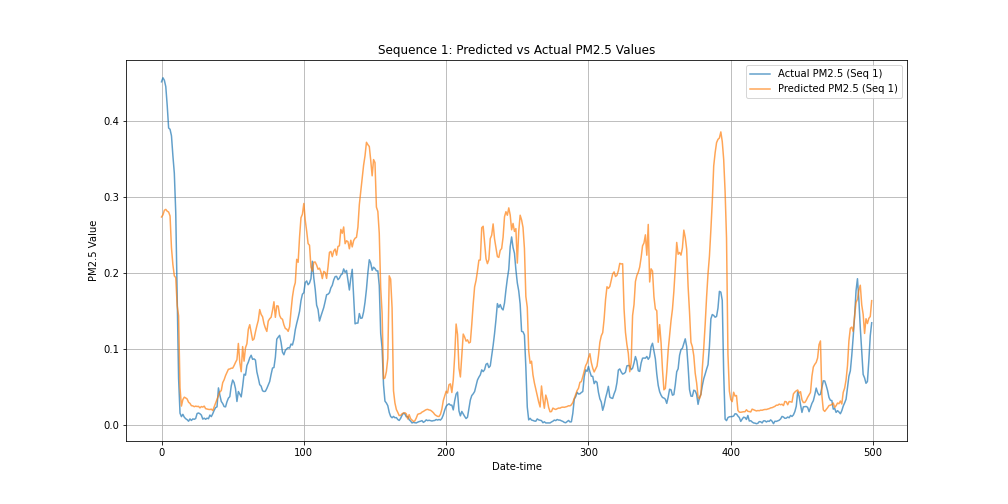 Sequence 1: Predicted vs Actual PM2.5 Values
Actual PM2.5 (Seq 1)
Predicted PM2.5 (Seq 1)
PM2.5 Value
0.4
0.3
0.2
0.1
0.0
0 100 200 300 400 500
Date-time